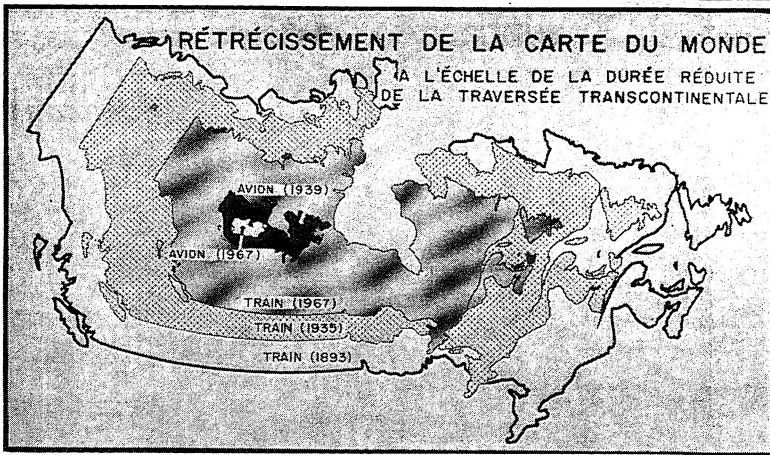 RÉTRÉCISSEMENT DE LA CARTE DU MONDE
A L'ÉCHELLE DE LA DURÉE RÉDUITE
DE LA TRAVERSÉE TRANSCONTINENTALE
AVION (1939)
AVION (1967)
TRAIN (1967)
TRAIN (1935)
TRAIN (1893)